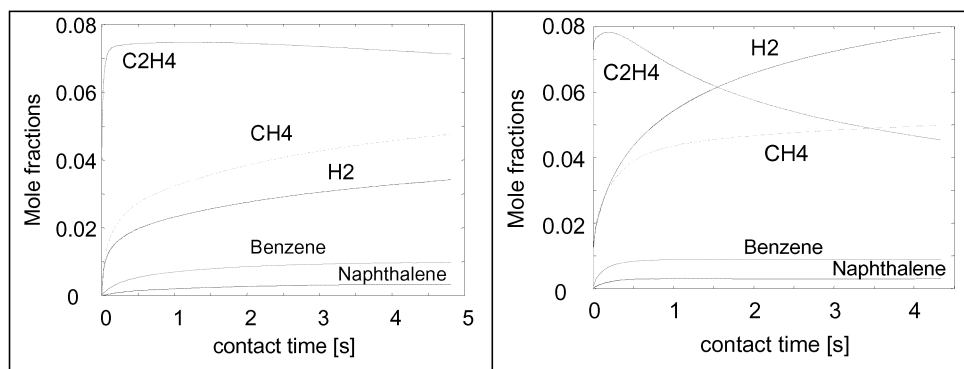 0.08
0.06
0.04
0.02
0
Mole fractions
C2H4
CH4
H2
Benzene
Naphthalene
0 1 2 3 4 5
contact time [s]
0.08
0.06
0.04
0.02
0.00
Mole fractions
H2
C2H4
CH4
Benzene
Naphthalene
0 1 2 3 4
contact time [s]